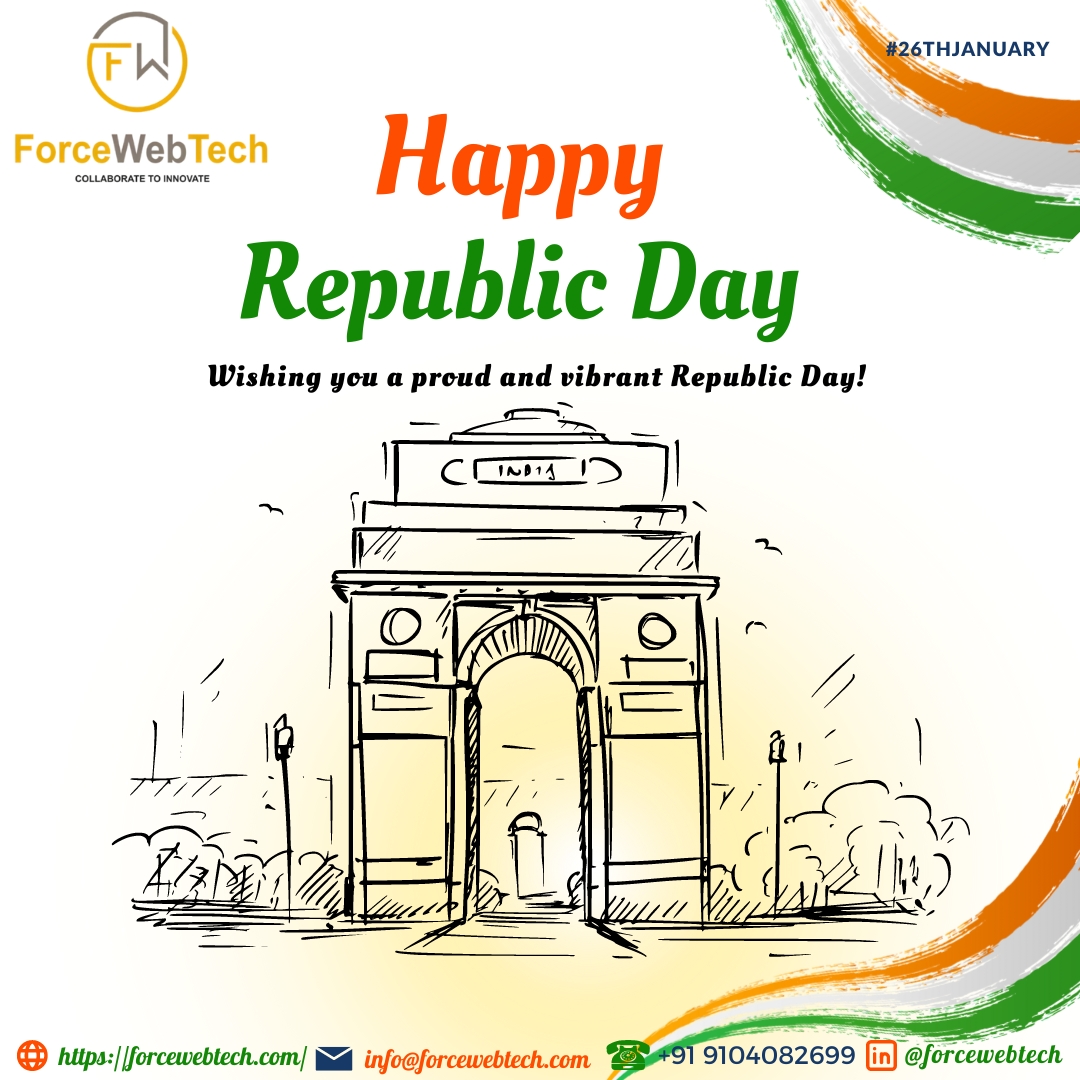 FW
ForceWebTech
COLLABORATE TO INNOVATE
#26THJANUARY
Happy
Republic Day
Wishing you a proud and vibrant Republic Day!
INDIA
https://forcewebtech.com/ info@forcewebtech.com +91 9104082699 @forcewebtech